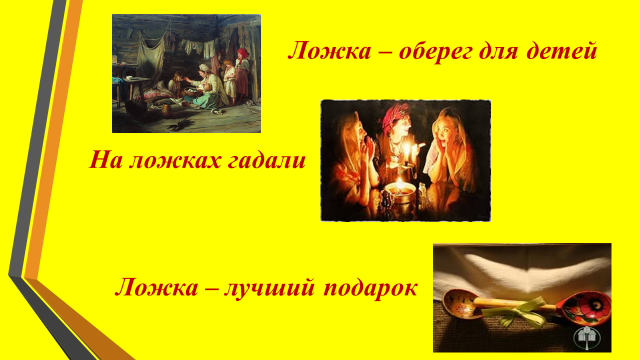 Ложка – оберег для детей
На ложках гадали
Ложка – лучший подарок